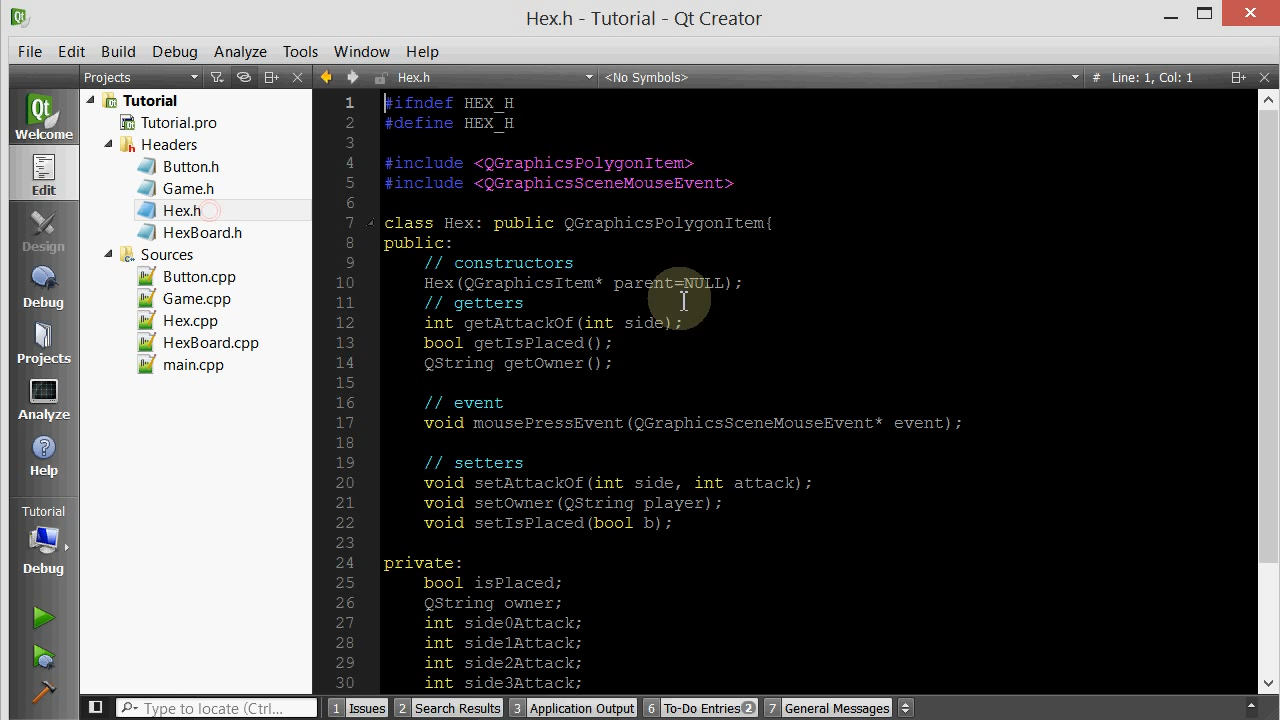 Hex.h - Tutorial - Qt Creator
File Edit Build Debug Analyze Tools Window Help
Projects Hex.h <No Symbols> # Line: 1, Col: 1
Welcome
Edit
Design
Debug
Projects
Analyze
Help
Tutorial
Debug
Tutorial
Tutorial.pro
Headers
Button.h
Game.h
Hex.h
HexBoard.h
Sources
Button.cpp
Game.cpp
Hex.cpp
HexBoard.cpp
main.cpp
1 #ifndef HEX_H
2 #define HEX_H
3
4 #include <QGraphicsPolygonItem>
5 #include <QGraphicsSceneMouseEvent>
6
7 class Hex: public QGraphicsPolygonItem{
8 public:
9 // constructors
10 Hex(QGraphicsItem* parent=NULL);
11 // getters
12 int getAttackOf(int side);
13 bool getIsPlaced();
14 QString getOwner();
15
16 // event
17 void mousePressEvent(QGraphicsSceneMouseEvent* event);
18
19 // setters
20 void setAttackOf(int side, int attack);
21 void setOwner(QString player);
22 void setIsPlaced(bool b);
23
24 private:
25 bool isPlaced;
26 QString owner;
27 int side0Attack;
28 int side1Attack;
29 int side2Attack;
30 int side3Attack;
Type to locate (Ctrl... 1 Issues 2 Search Results 3 Application Output 6 To-Do Entries 2 7 General Messages